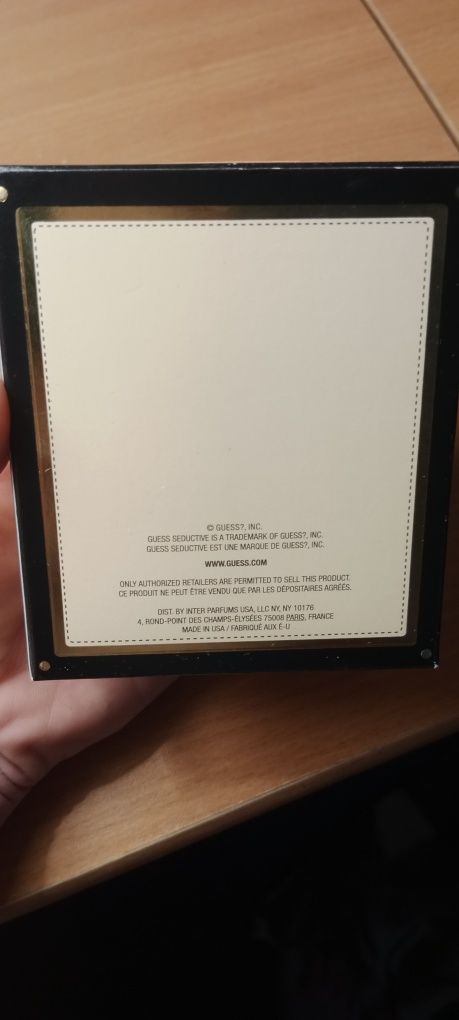 © GUESS?, INC.
GUESS SEDUCTIVE IS A TRADEMARK OF GUESS?, INC.
GUESS SEDUCTIVE EST UNE MARQUE DE GUESS?, INC.
WWW.GUESS.COM
ONLY AUTHORIZED RETAILERS ARE PERMITTED TO SELL THIS PRODUCT.
CE PRODUIT NE PEUT ÊTRE VENDU QUE PAR LES DÉPOSITAIRES AGRÉÉS.
DIST. BY INTER PARFUMS USA, LLC NY, NY 10176
4, ROND-POINT DES CHAMPS-ÉLYSÉES 75008 PARIS, FRANCE
MADE IN USA / FABRIQUÉ AUX É-U